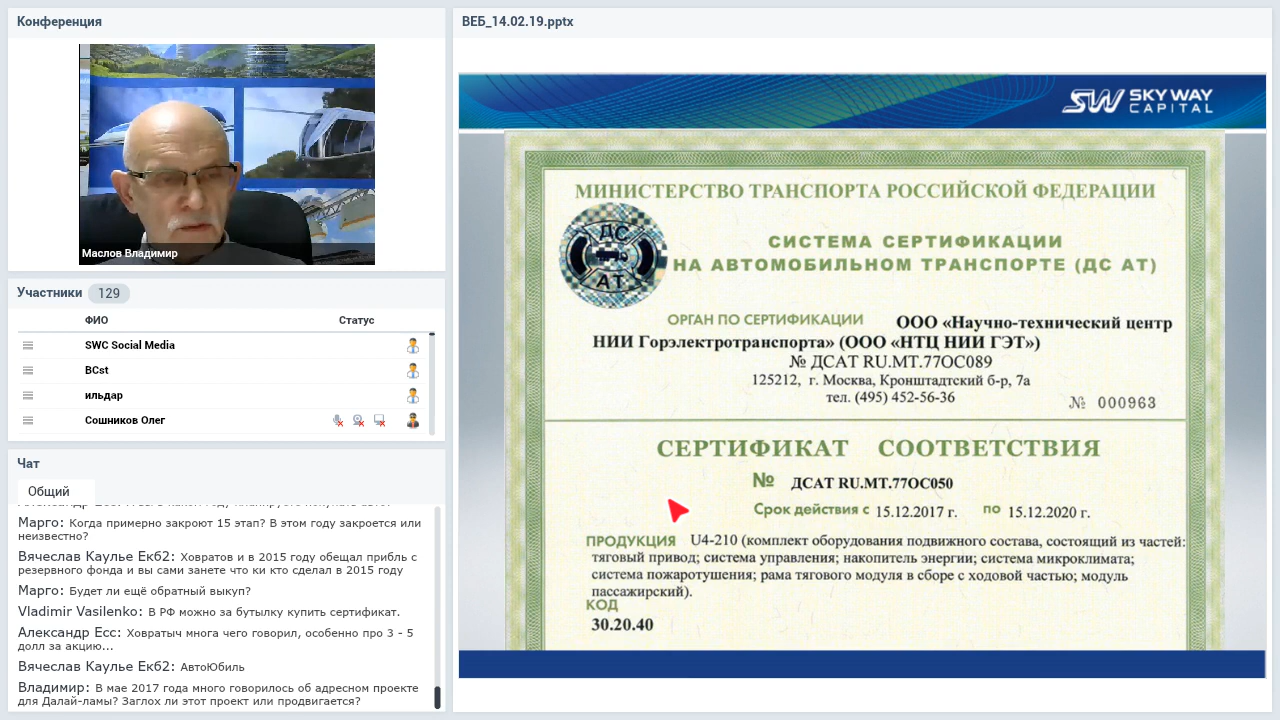 Конференция
Маслов Владимир
Участники 129
ФИО Статус
SWC Social Media
BCst
ильдар
Сошников Олег
Чат
Общий
Марго: Когда примерно закроют 15 этап? В этом году закроется или
неизвестно?
Вячеслав Каулье Екб2: Ховратов и в 2015 году обещал прибль с
резервного фонда и вы сами занете что ки кто сделал в 2015 году
Марго: Будет ли ещё обратный выкуп?
Vladimir Vasilenko: В РФ можно за бутылку купить сертификат.
Александр Есс: Ховратыч многа чего говорил, особенно про 3 - 5
долл за акцию...
Вячеслав Каулье Екб2: АвтоЮбиль
Владимир: В мае 2017 года много говорилось об адресном проекте
для Далай-ламы? Заглох ли этот проект или продвигается?
ВЕБ_14.02.19.pptx
SW SKY WAY
CAPITAL
МИНИСТЕРСТВО ТРАНСПОРТА РОССИЙСКОЙ ФЕДЕРАЦИИ
ДС
АТ
СИСТЕМА СЕРТИФИКАЦИИ
НА АВТОМОБИЛЬНОМ ТРАНСПОРТЕ (ДС АТ)
ОРГАН ПО СЕРТИФИКАЦИИ ООО «Научно-технический центр
НИИ Горэлектротранспорта» (ООО «НТЦ НИИ ГЭТ»)
№ ДСАТ RU.МТ.77ОС089
125212, г. Москва, Кронштадтский б-р, 7а
тел. (495) 452-56-36
№ 000963
СЕРТИФИКАТ СООТВЕТСТВИЯ
№ ДСАТ RU.МТ.77ОС050
Срок действия с 15.12.2017 г. по 15.12.2020 г.
ПРОДУКЦИЯ U4-210 (комплект оборудования подвижного состава, состоящий из частей:
тяговый привод; система управления; накопитель энергии; система микроклимата;
система пожаротушения; рама тягового модуля в сборе с ходовой частью; модуль
пассажирский).
КОД
30.20.40